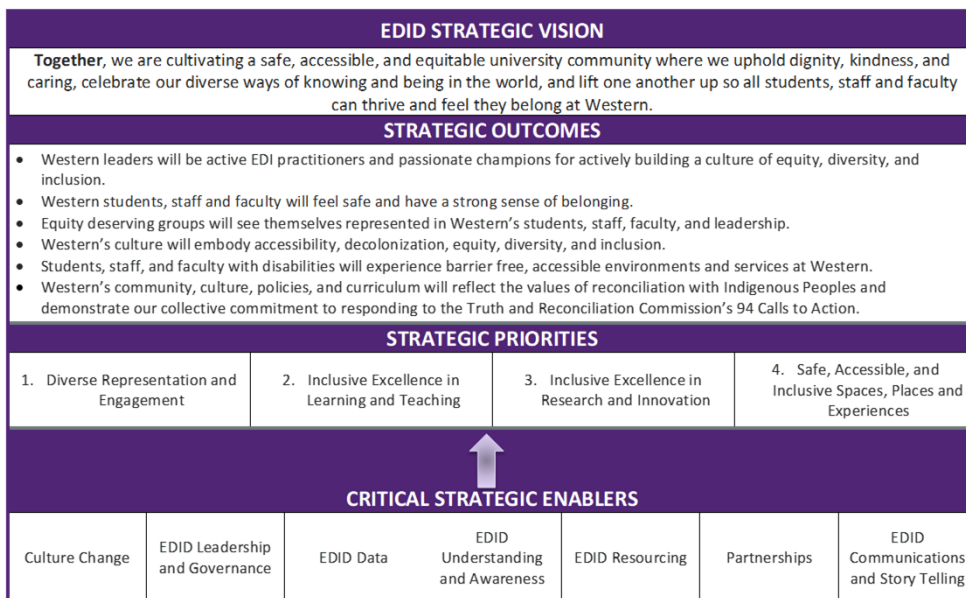 EDID STRATEGIC VISION
Together, we are cultivating a safe, accessible, and equitable university community where we uphold dignity, kindness, and
caring, celebrate our diverse ways of knowing and being in the world, and lift one another up so all students, staff and faculty
can thrive and feel they belong at Western.
STRATEGIC OUTCOMES
• Western leaders will be active EDI practitioners and passionate champions for actively building a culture of equity, diversity, and
inclusion.
• Western students, staff and faculty will feel safe and have a strong sense of belonging.
• Equity deserving groups will see themselves represented in Western's students, staff, faculty, and leadership.
• Western's culture will embody accessibility, decolonization, equity, diversity, and inclusion.
• Students, staff, and faculty with disabilities will experience barrier free, accessible environments and services at Western.
• Western's community, culture, policies, and curriculum will reflect the values of reconciliation with Indigenous Peoples and
demonstrate our collective commitment to responding to the Truth and Reconciliation Commission's 94 Calls to Action.
STRATEGIC PRIORITIES
1. Diverse Representation and
Engagement
2. Inclusive Excellence in
Learning and Teaching
3. Inclusive Excellence in
Research and Innovation
4. Safe, Accessible, and
Inclusive Spaces, Places and
Experiences
CRITICAL STRATEGIC ENABLERS
Culture Change
EDID Leadership
and Governance
EDID Data
EDID
Understanding
and Awareness
EDID Resourcing
Partnerships
EDID
Communications
and Story Telling